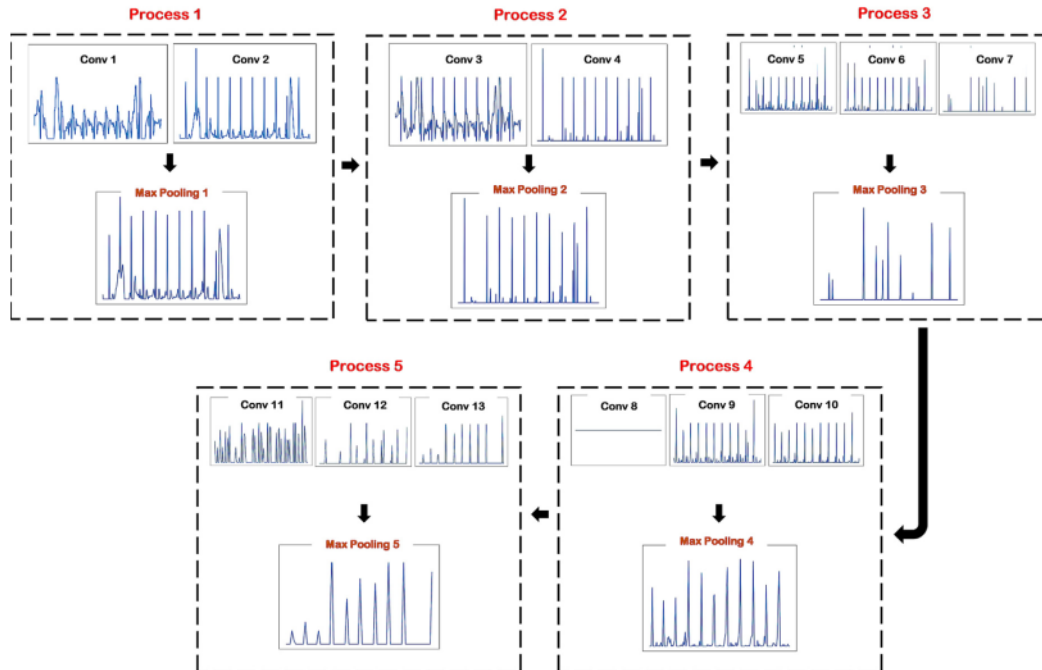 Process 1
Process 2
Process 3
Conv 1
Conv 2
Conv 3
Conv 4
Conv 5
Conv 6
Conv 7
Max Pooling 1
Max Pooling 2
Max Pooling 3
Process 5
Process 4
Conv 11
Conv 12
Conv 13
Conv 8
Conv 9
Conv 10
Max Pooling 5
Max Pooling 4